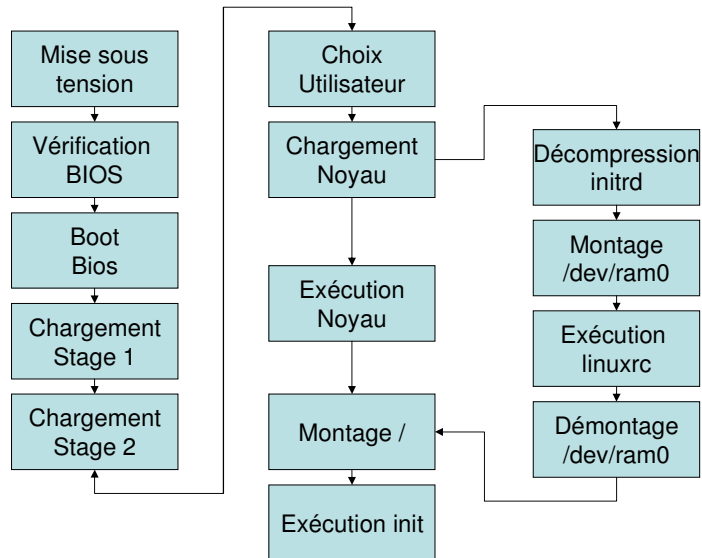 Mise sous
tension
Vérification
BIOS
Boot
Bios
Chargement
Stage 1
Chargement
Stage 2
Choix
Utilisateur
Chargement
Noyau
Exécution
Noyau
Montage /
Exécution init
Décompression
initrd
Montage
/dev/ram0
Exécution
linuxrc
Démontage
/dev/ram0